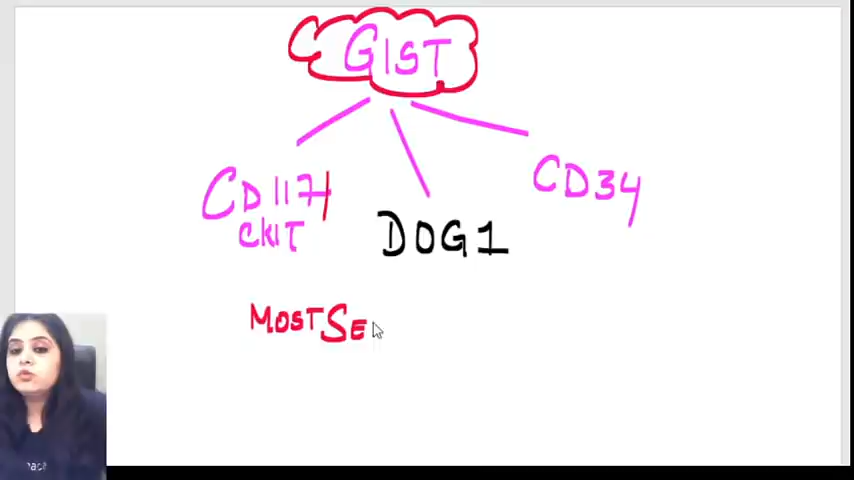 GIST
CD117
CKIT
DOG1
CD34
MOST SE